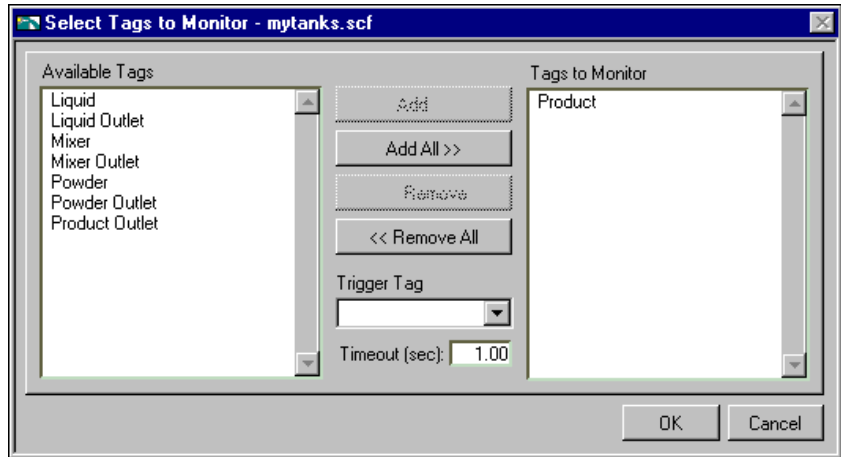 Select Tags to Monitor - mytanks.scf
Available Tags
Liquid
Liquid Outlet
Mixer
Mixer Outlet
Powder
Powder Outlet
Product Outlet
Add
Add All >>
Remove
<< Remove All
Trigger Tag
Timeout (sec): 1.00
Tags to Monitor
Product
OK
Cancel